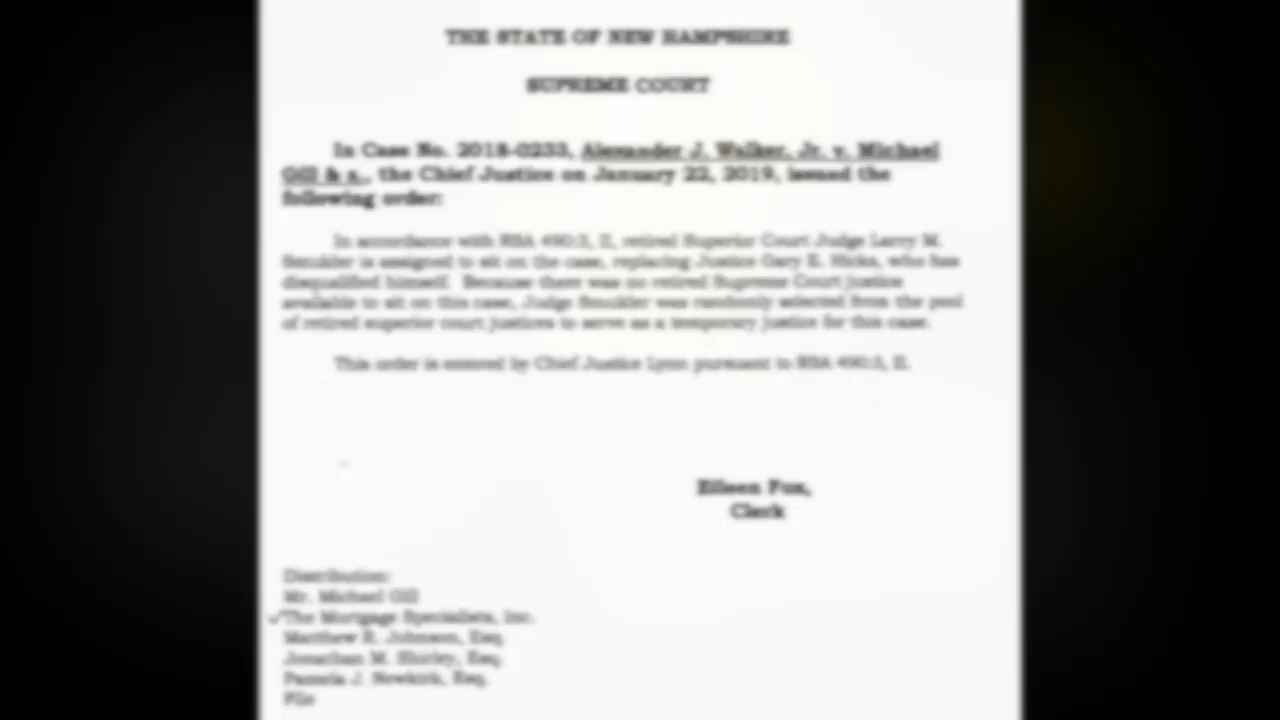 THE STATE OF NEW HAMPSHIRE
SUPREME COURT
In Case No. 2018-0233, Alexander J. Walker, Jr. v. Michael
Gill & a., the Chief Justice on January 22, 2019, issued the
following order:
In accordance with RSA 490:3, II, retired Superior Court Judge Larry M.
Smukler is assigned to sit on the case, replacing Justice Gary E. Hicks, who has
disqualified himself. Because there was no retired Supreme Court justice
available to sit on this case, Judge Smukler was randomly selected from the pool
of retired superior court justices to serve as a temporary justice for this case.
This order is entered by Chief Justice Lynn pursuant to RSA 490:3, II.
Eileen Fox,
Clerk
Distribution:
Mr. Michael Gill
✓The Mortgage Specialists, Inc.
Matthew R. Johnson, Esq.
Jonathan M. Shirley, Esq.
Pamela J. Newkirk, Esq.
File